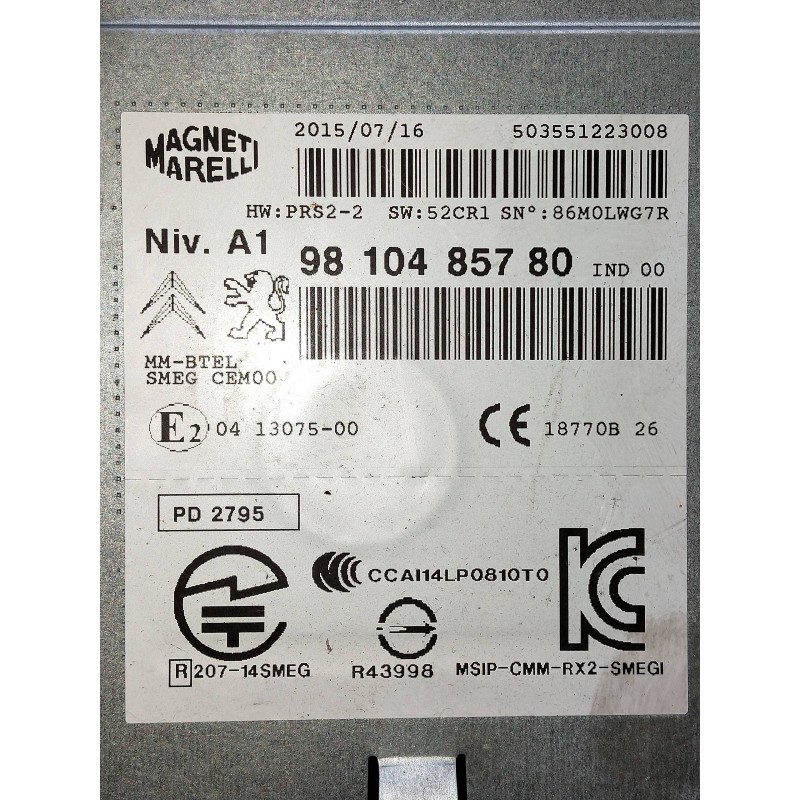 MAGNETI MARELLI
2015/07/16 503551223008
HW:PRS2-2 SW:52CR1 SN°:86M0LWG7R
Niv. A1
98 104 857 80 IND 00
MM-BTEL
SMEG CEM00
E2 04 13075-00
CE 18770B 26
PD 2795
CCAI14LP0810T0
R 207-14SMEG
R43998
MSIP-CMM-RX2-SMEGI